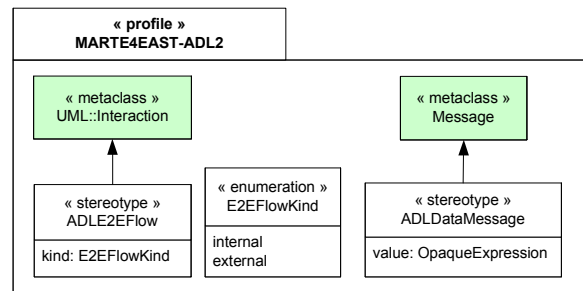 « profile »
MARTE4EAST-ADL2
« metaclass »
UML::Interaction
« metaclass »
Message
« stereotype »
ADLE2EFlow
kind: E2EFlowKind
« enumeration »
E2EFlowKind
internal
external
« stereotype »
ADLDataMessage
value: OpaqueExpression